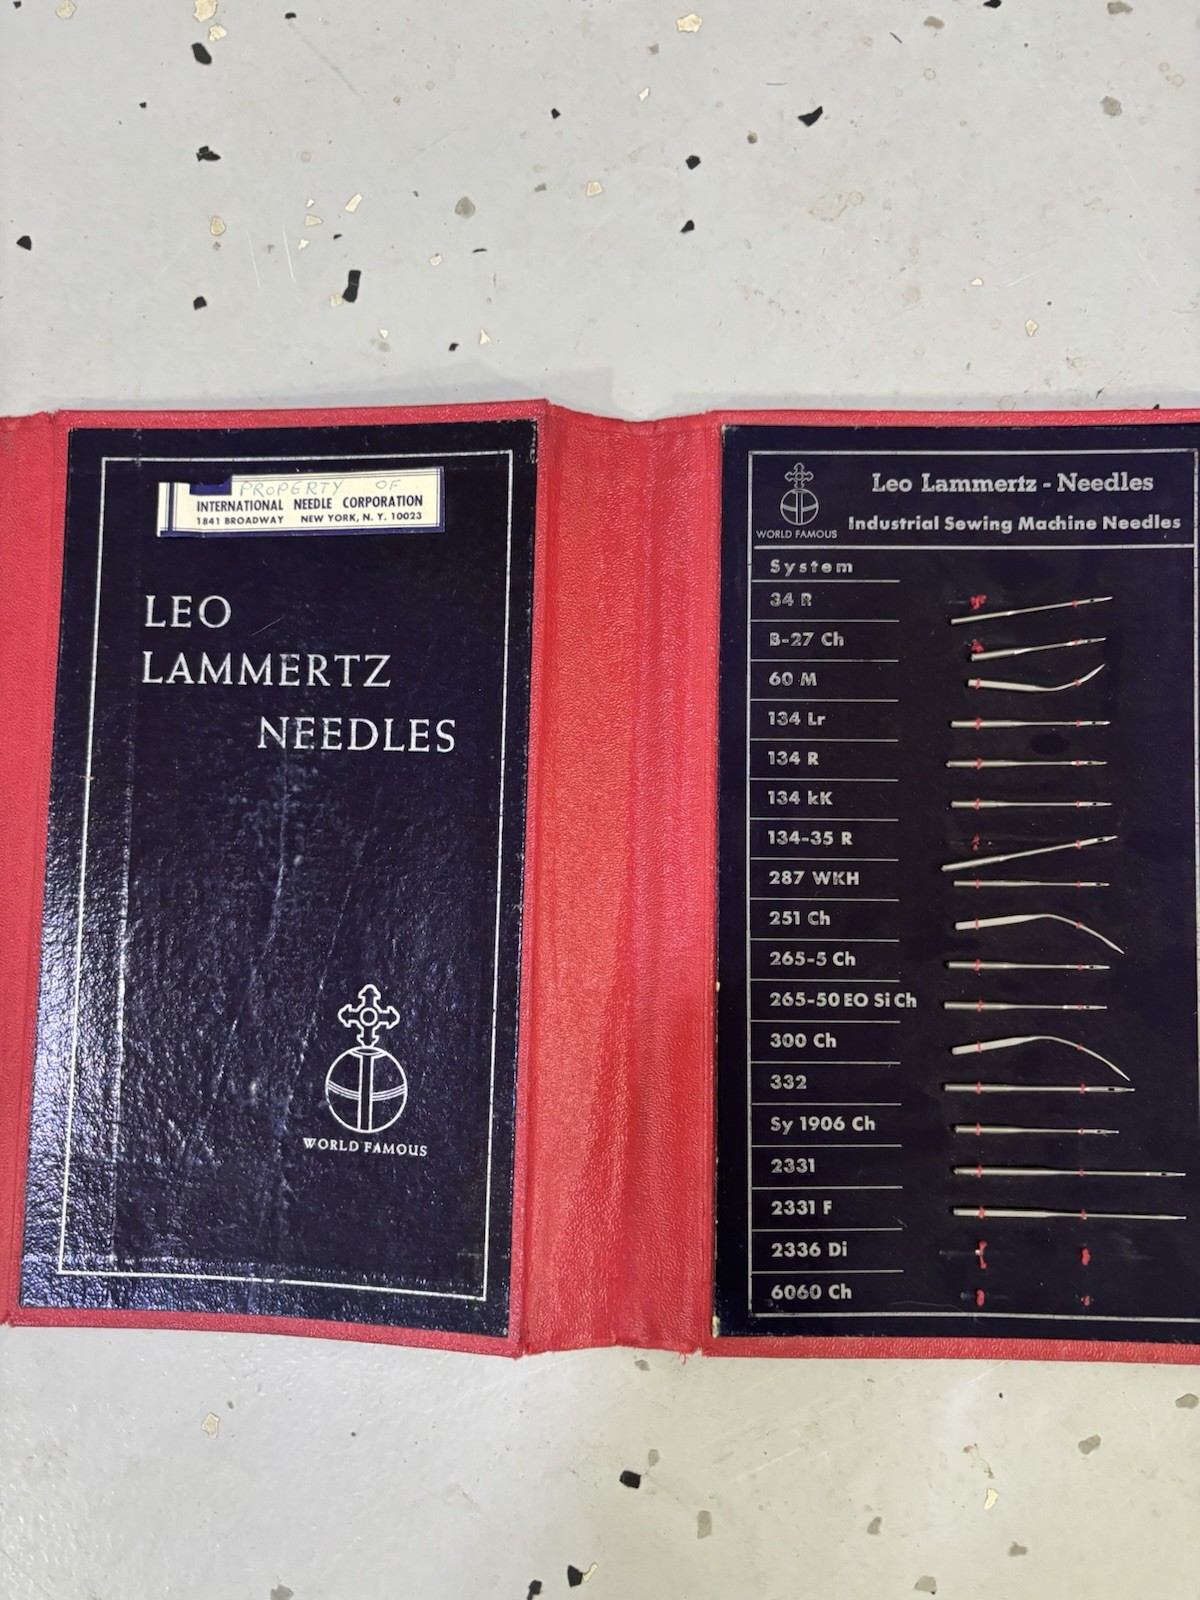 PROPERTY OF
INTERNATIONAL NEEDLE CORPORATION
1841 BROADWAY NEW YORK, N. Y. 10023
LEO
LAMMERTZ
NEEDLES
WORLD FAMOUS
WORLD FAMOUS
Leo Lammertz - Needles
Industrial Sewing Machine Needles
System
34 R
B-27 Ch
60 M
134 Lr
134 R
134 kK
134-35 R
287 WKH
251 Ch
265-5 Ch
265-50 EO Si Ch
300 Ch
332
Sy 1906 Ch
2331
2331 F
2336 Di
6060 Ch